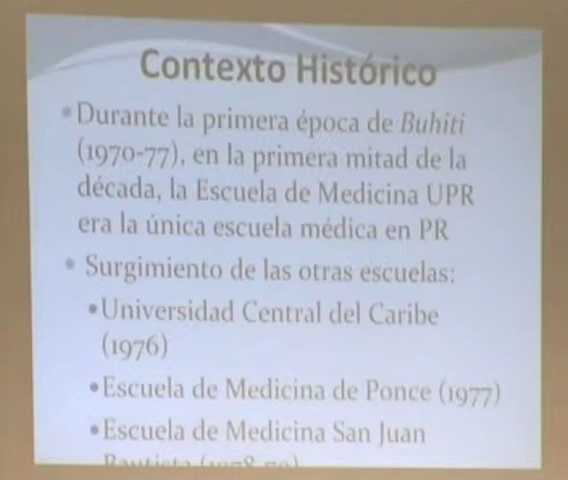 Contexto Histórico
•Durante la primera época de Buhiti
(1970-77), en la primera mitad de la
década, la Escuela de Medicina UPR
era la única escuela médica en PR
• Surgimiento de las otras escuelas:
•Universidad Central del Caribe
(1976)
•Escuela de Medicina de Ponce (1977)
•Escuela de Medicina San Juan
Bautista